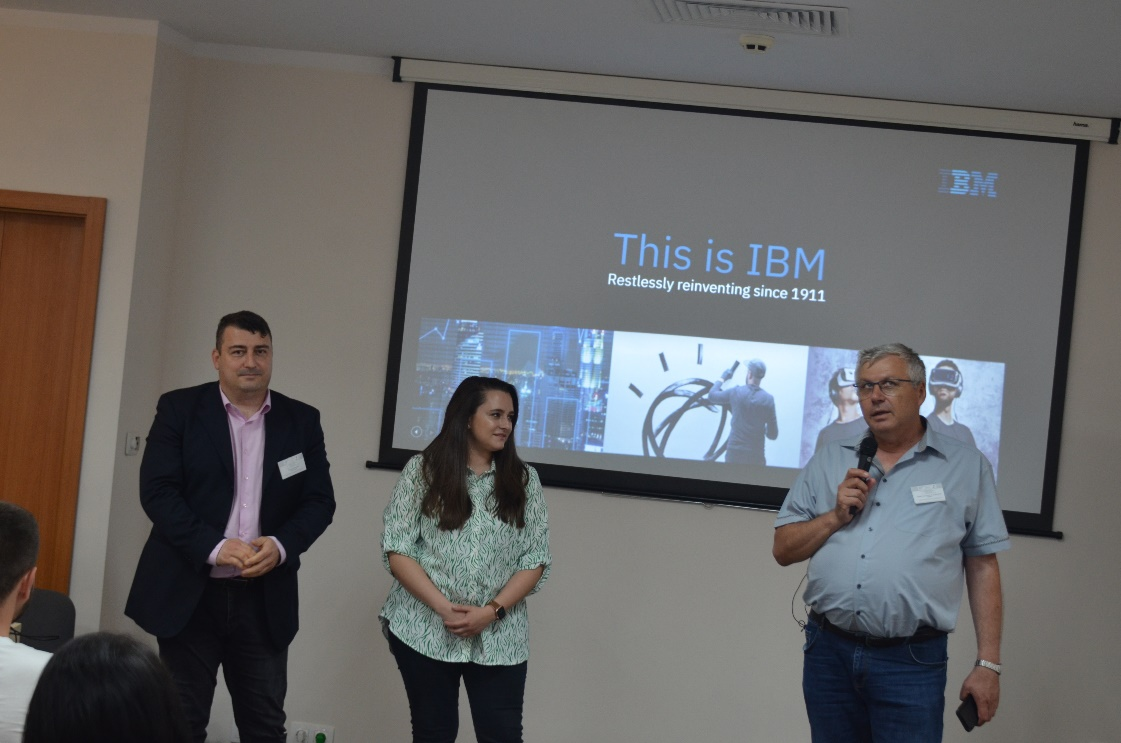 IBM
This is IBM
Restlessly reinventing since 1911